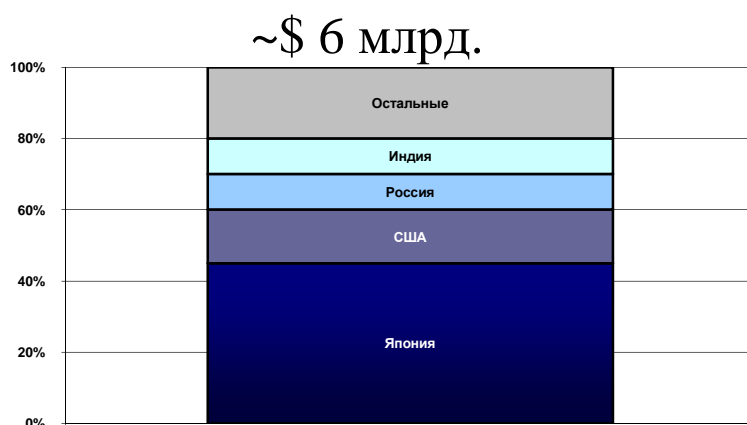 ~$ 6 млрд.
100%
Остальные
80%
Индия
Россия
60%
США
40%
Япония
20%
0%